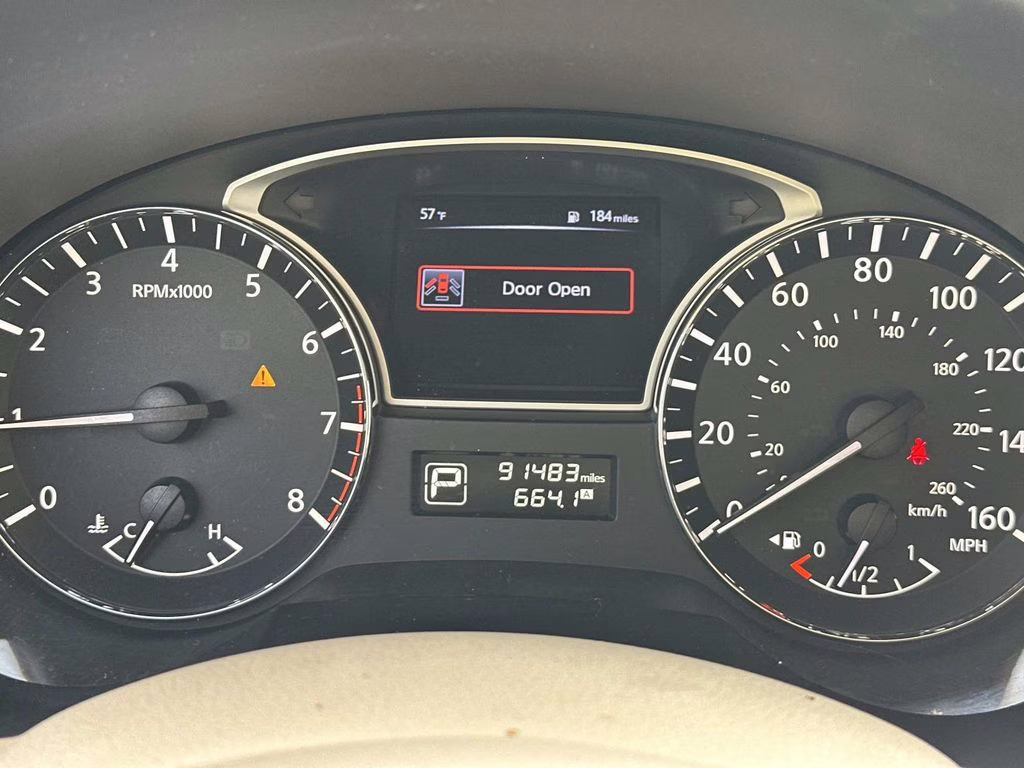 57°F 184 miles
Door Open
RPMx1000
0 1 2 3 4 5 6 7 8
C H
P
91483 miles
664.1 A
0 20 40 60 80 100 120 14 160
20 60 100 140 180 220 260
km/h
MPH
0 1/2 1